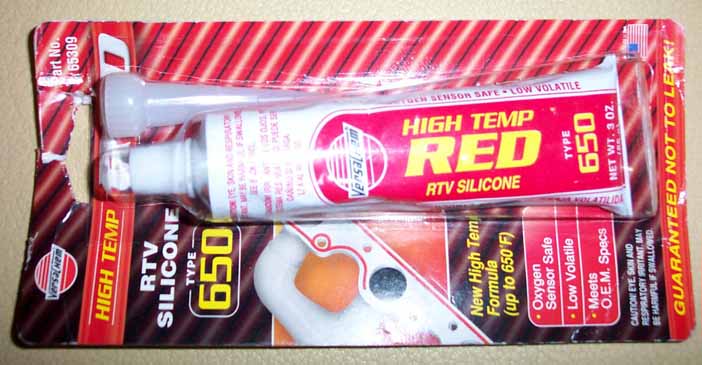 Part No.
65309
OXYGEN SENSOR SAFE • LOW VOLATILE
HIGH TEMP
RED
RTV SILICONE
VersaChem
TYPE
650
NET WT. 3 OZ.
HIGH TEMP
RED
VersaChem
RTV
SILICONE
TYPE
650
New High Temp
Formula
(up to 650°F)
• Oxygen
Sensor Safe
• Low Volatile
• Meets
O.E.M. Specs
CAUTION! EYE, SKIN AND
RESPIRATORY IRRITANT. MAY
BE HARMFUL IF SWALLOWED.
GUARANTEED NOT TO LEAK!